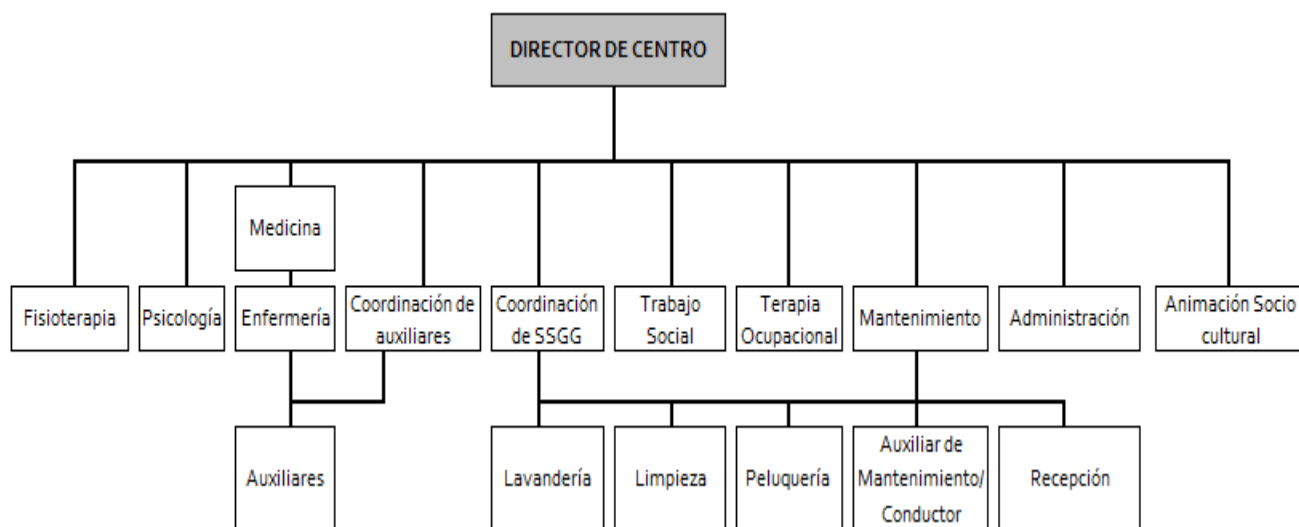 DIRECTOR DE CENTRO
Medicina
Fisioterapia
Psicología
Enfermería
Coordinación de
auxiliares
Coordinación
de SSGG
Trabajo
Social
Terapia
Ocupacional
Mantenimiento
Administración
Animación Socio
cultural
Auxiliares
Lavandería
Limpieza
Peluquería
Auxiliar de
Mantenimiento/
Conductor
Recepción